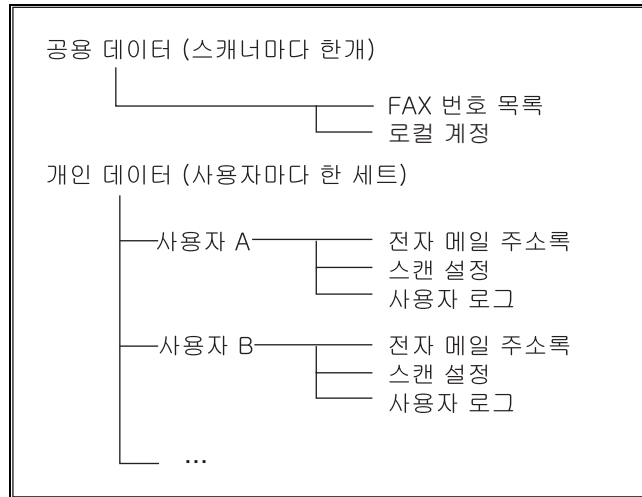 공용 데이터 (스캐너마다 한개)
FAX 번호 목록
로컬 계정
개인 데이터 (사용자마다 한 세트)
사용자 A 전자 메일 주소록
스캔 설정
사용자 로그
사용자 B 전자 메일 주소록
스캔 설정
사용자 로그
...